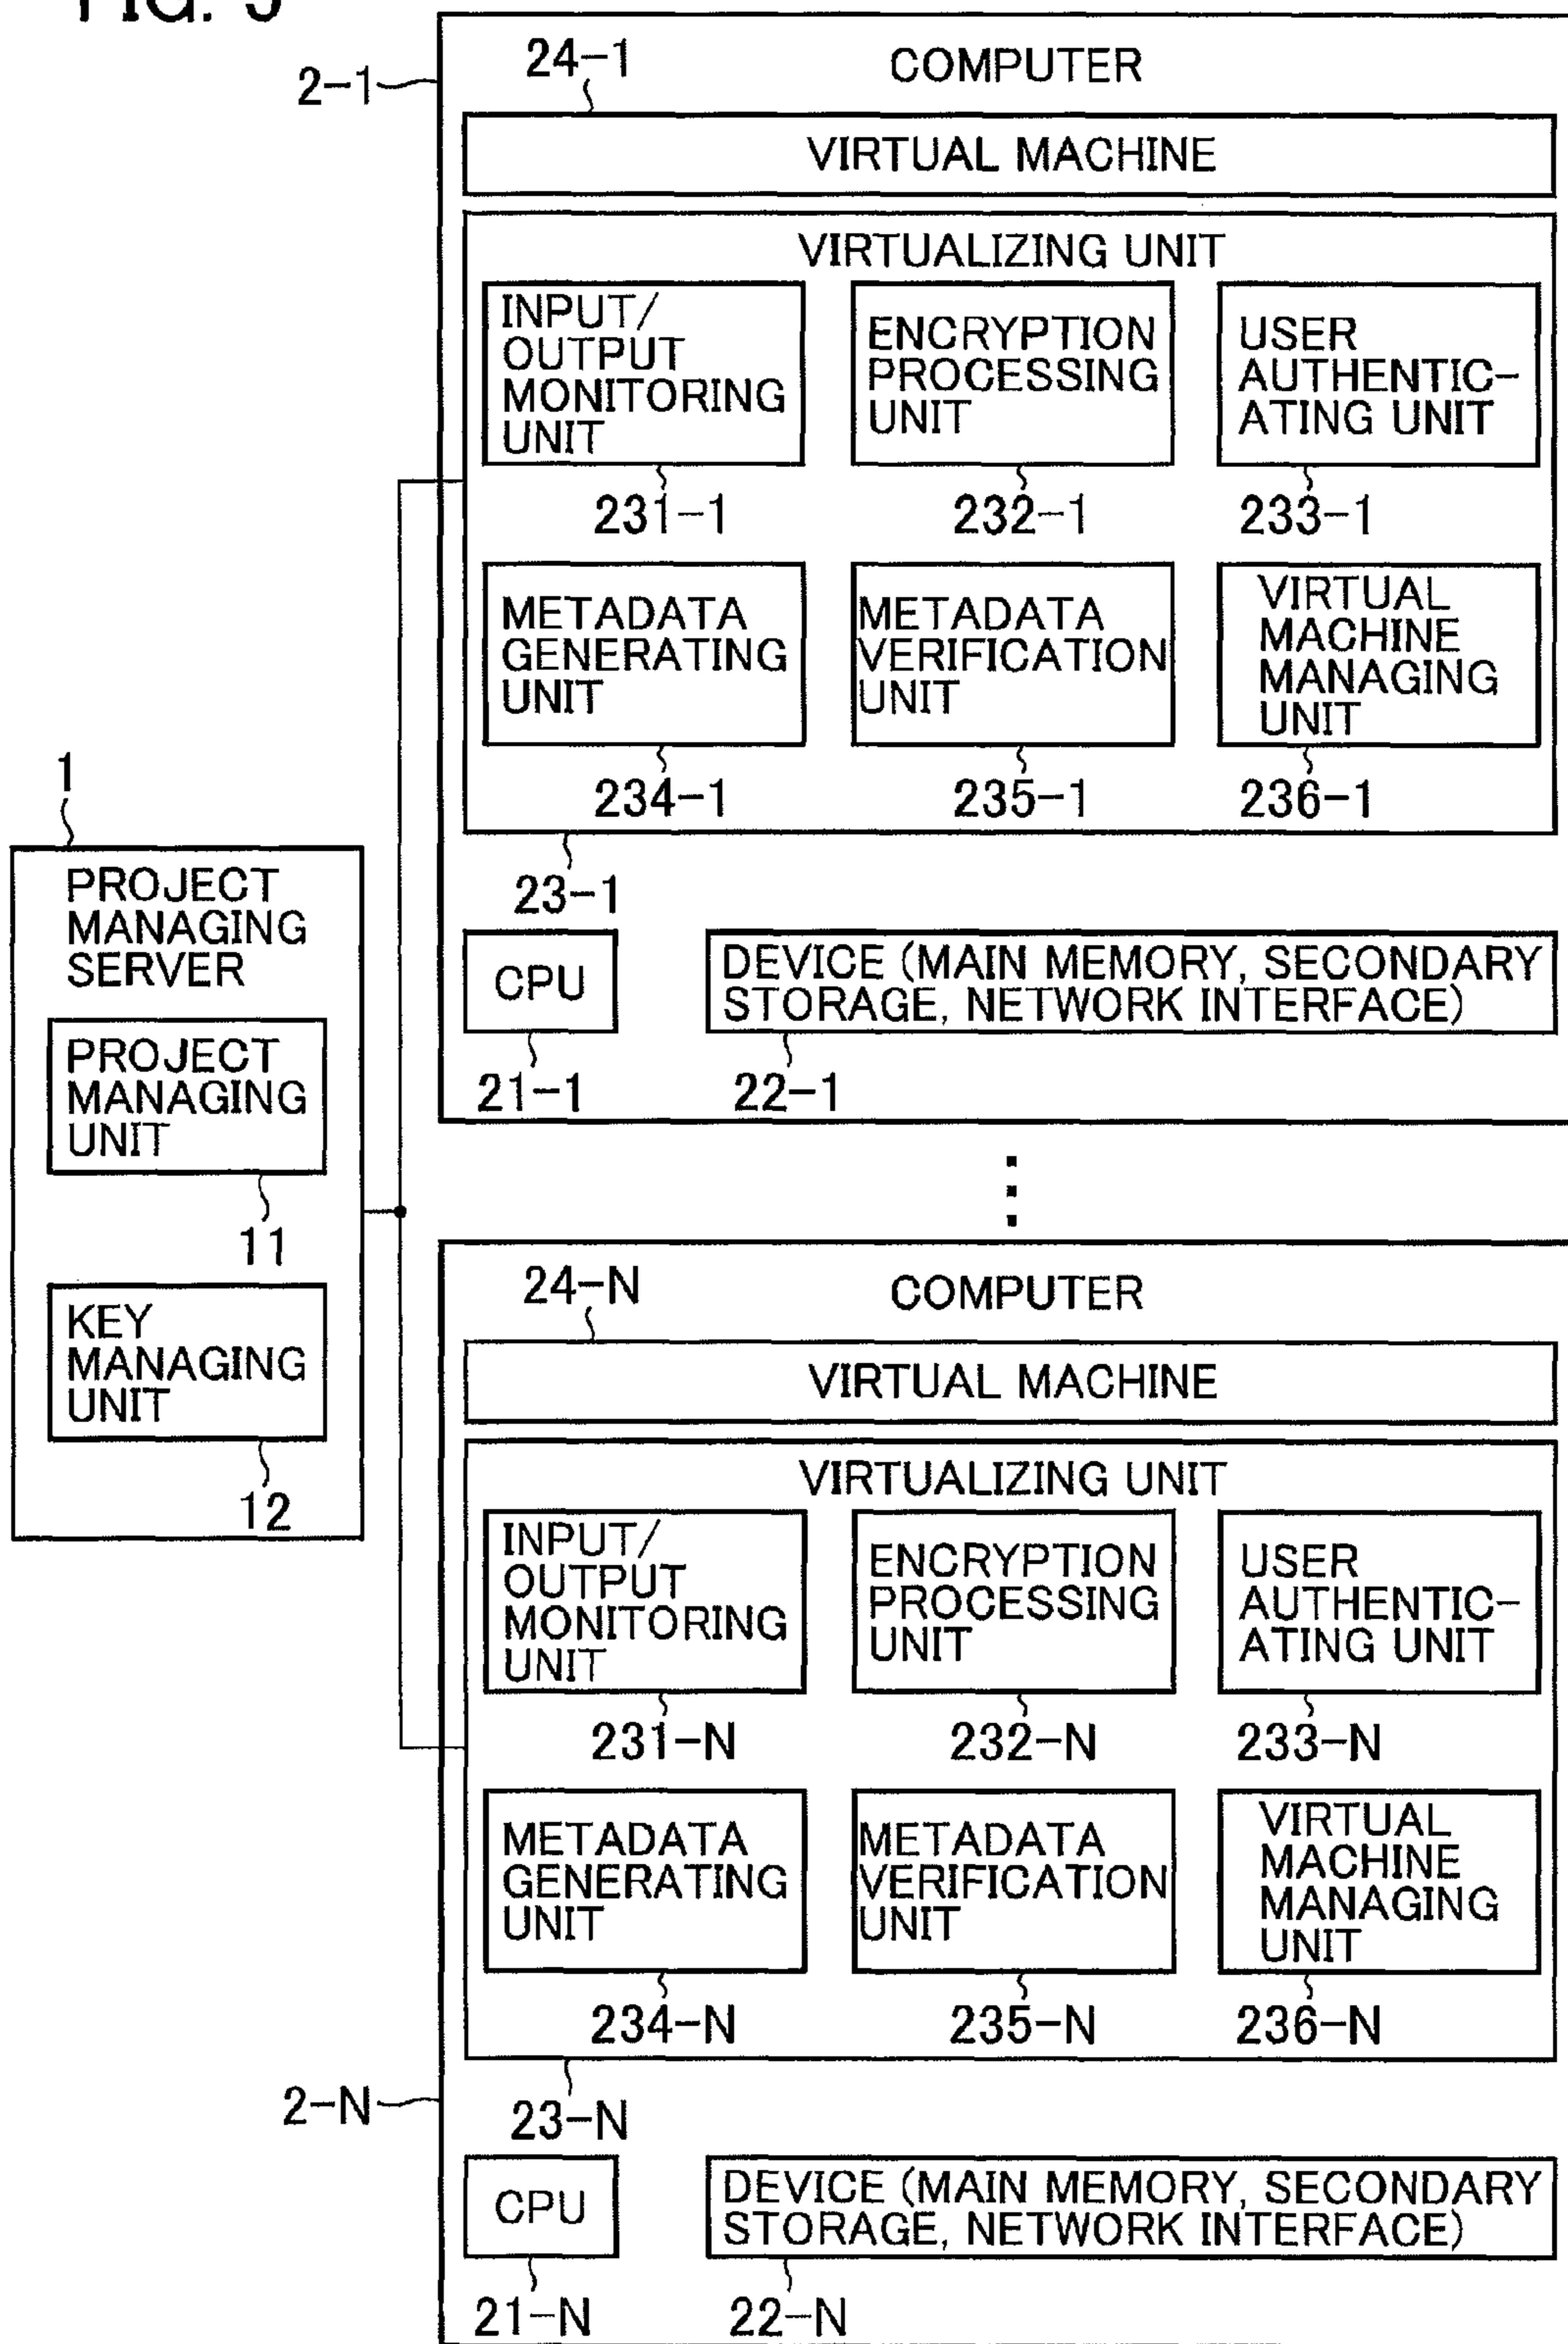 2-1
24-1
COMPUTER
VIRTUAL MACHINE
VIRTUALIZING UNIT
INPUT/
OUTPUT
MONITORING
UNIT
231-1
ENCRYPTION
PROCESSING
UNIT
232-1
USER
AUTHENTIC-
ATING UNIT
233-1
METADATA
GENERATING
UNIT
234-1
METADATA
VERIFICATION
UNIT
235-1
VIRTUAL
MACHINE
MANAGING
UNIT
236-1
23-1
CPU
21-1
DEVICE (MAIN MEMORY, SECONDARY
STORAGE, NETWORK INTERFACE)
22-1
1
PROJECT
MANAGING
SERVER
PROJECT
MANAGING
UNIT
11
KEY
MANAGING
UNIT
12
2-N
24-N
COMPUTER
VIRTUAL MACHINE
VIRTUALIZING UNIT
INPUT/
OUTPUT
MONITORING
UNIT
231-N
ENCRYPTION
PROCESSING
UNIT
232-N
USER
AUTHENTIC-
ATING UNIT
233-N
METADATA
GENERATING
UNIT
234-N
METADATA
VERIFICATION
UNIT
235-N
VIRTUAL
MACHINE
MANAGING
UNIT
236-N
23-N
CPU
21-N
DEVICE (MAIN MEMORY, SECONDARY
STORAGE, NETWORK INTERFACE)
22-N